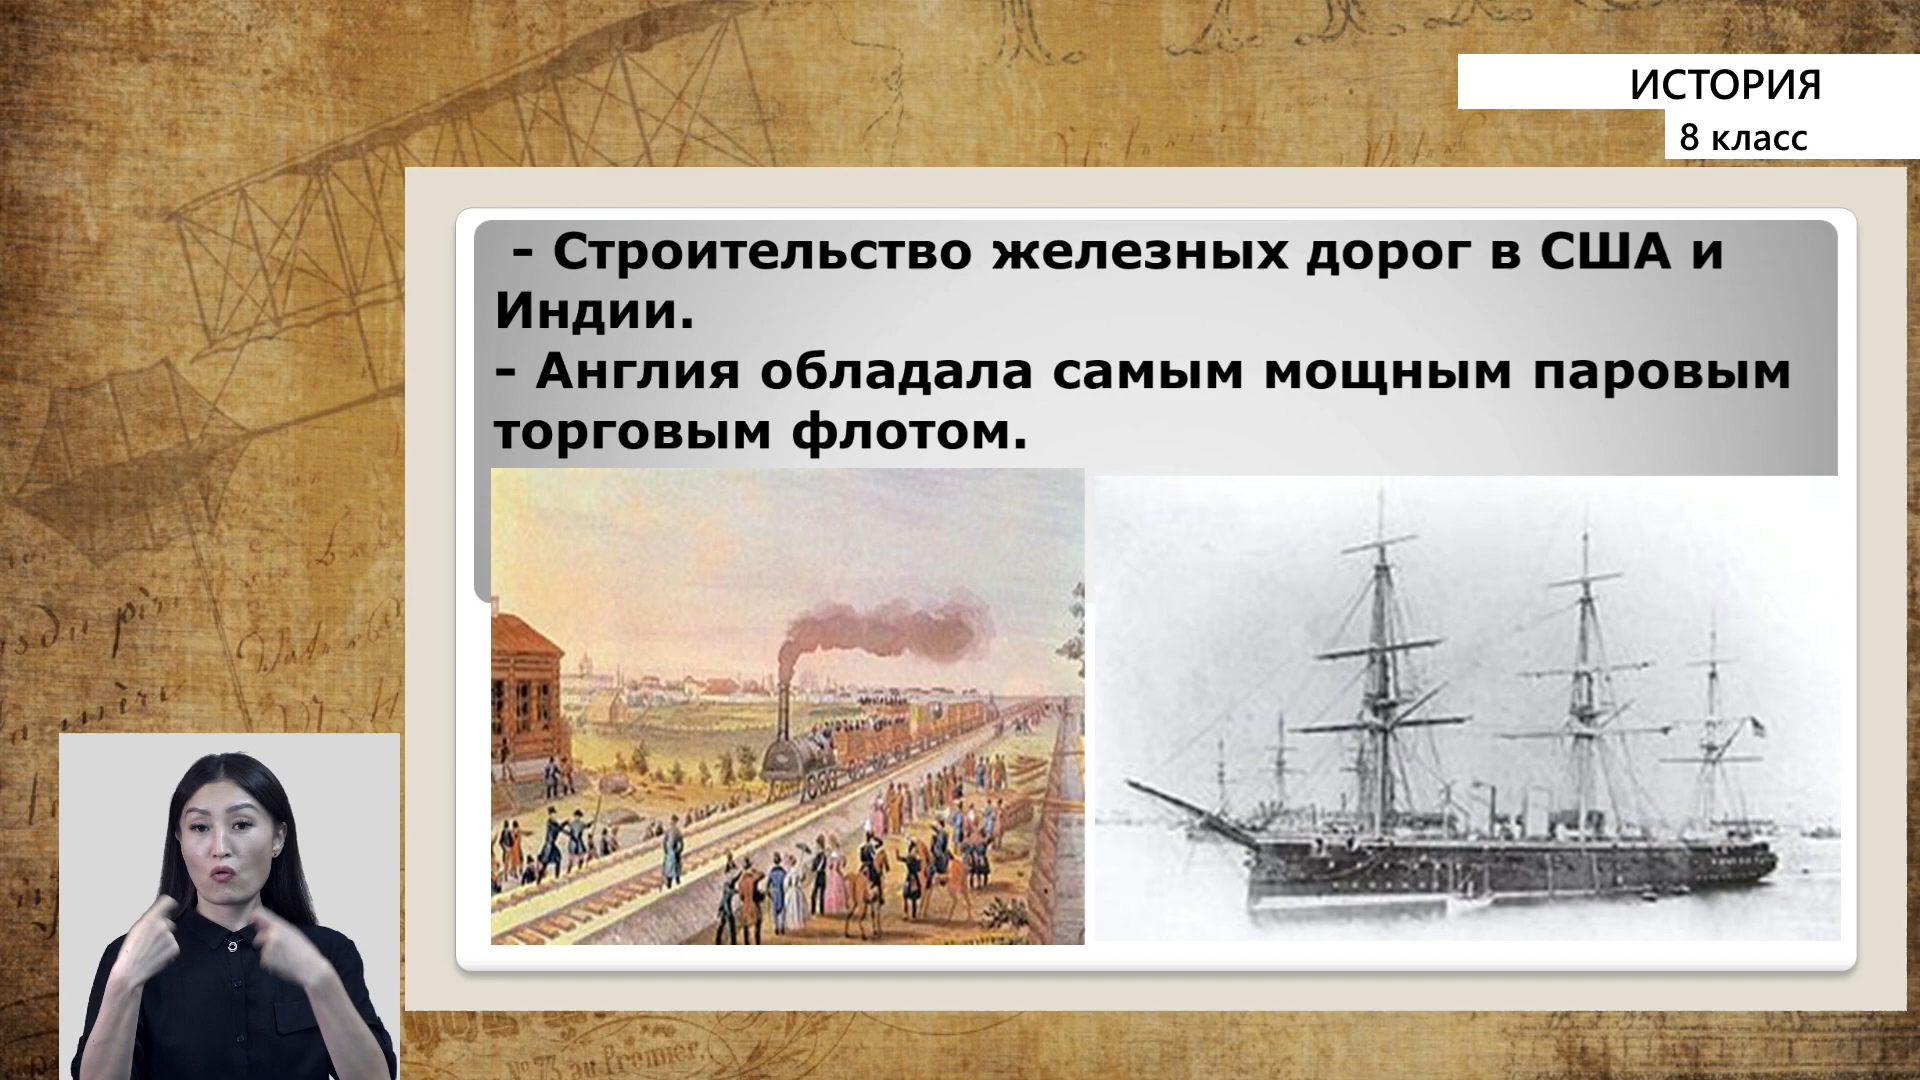 ИСТОРИЯ
8 класс
- Строительство железных дорог в США и
Индии.
- Англия обладала самым мощным паровым
торговым флотом.